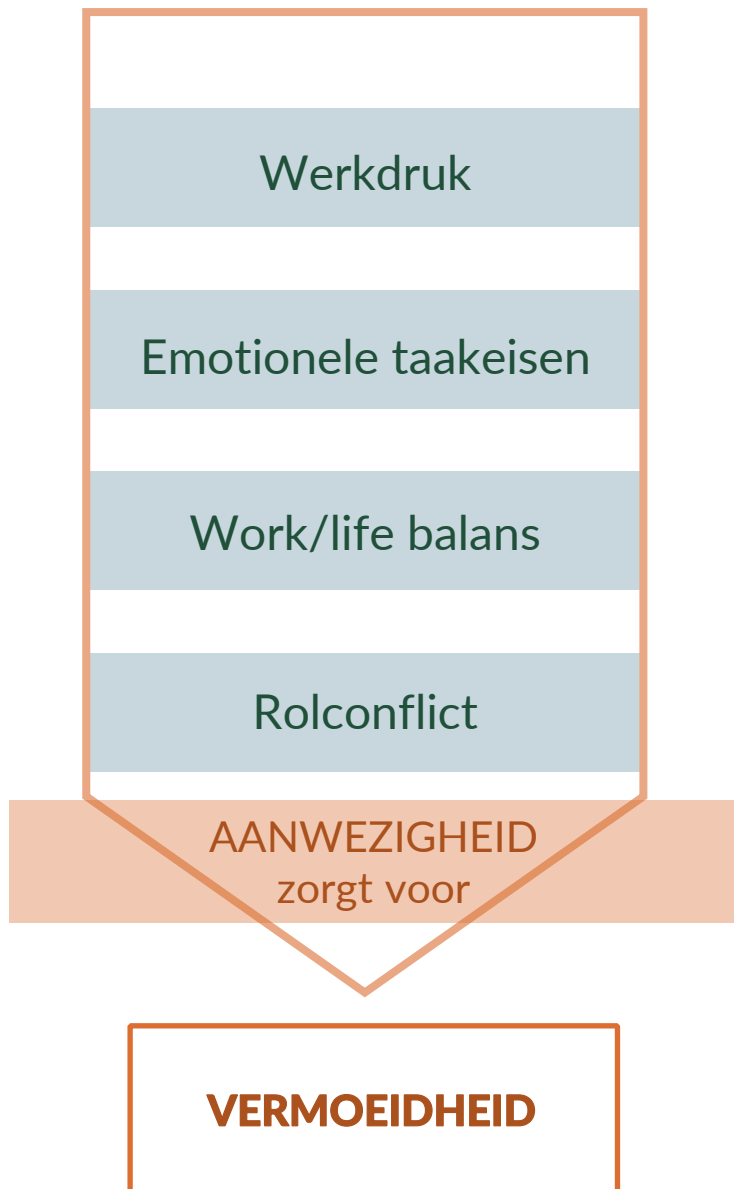 Werkdruk
Emotionele taakeisen
Work/life balans
Rolconflict
AANWEZIGHEID
zorgt voor
VERMOEIDHEID